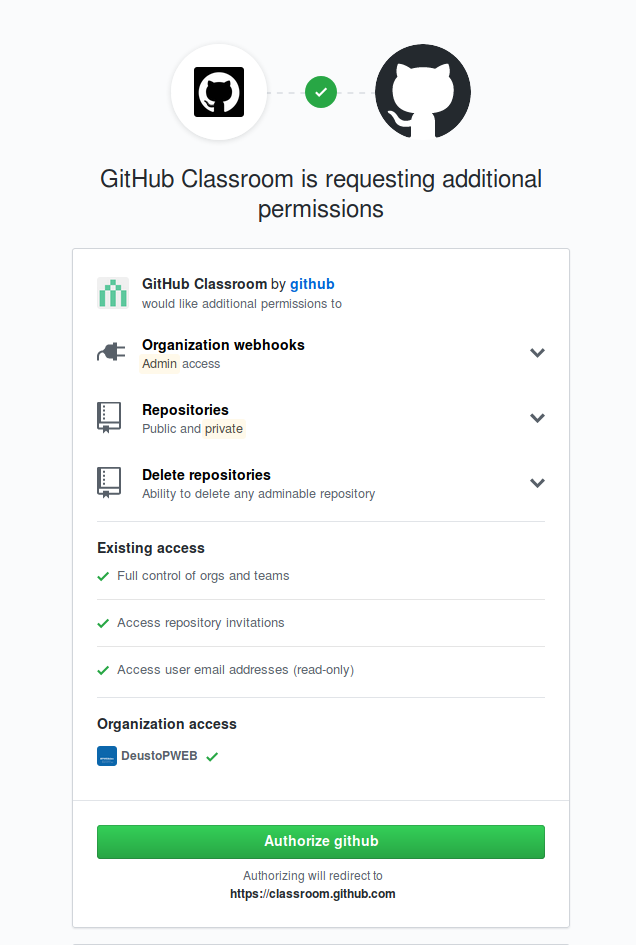 GitHub Classroom is requesting additional
permissions
GitHub Classroom by github
would like additional permissions to
Organization webhooks
Admin access
Repositories
Public and private
Delete repositories
Ability to delete any adminable repository
Existing access
Full control of orgs and teams
Access repository invitations
Access user email addresses (read-only)
Organization access
DeustoPWEB
Authorize github
Authorizing will redirect to
https://classroom.github.com